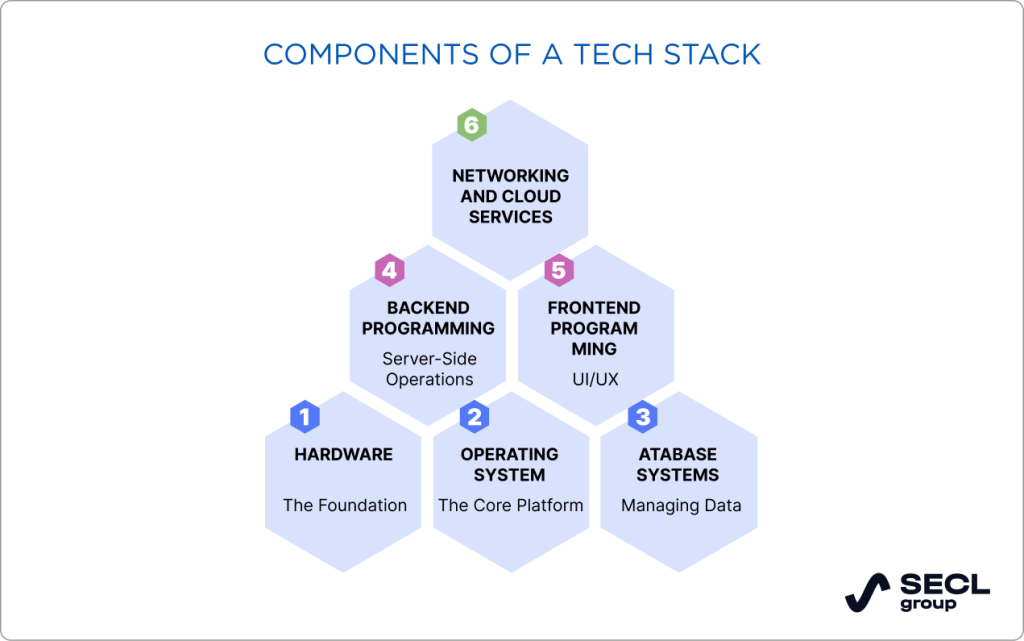 COMPONENTS OF A TECH STACK
6
NETWORKING
AND CLOUD
SERVICES
4
BACKEND
PROGRAMMING
Server-Side
Operations
5
FRONTEND
PROGRAM
MING
UI/UX
1
HARDWARE
The Foundation
2
OPERATING
SYSTEM
The Core Platform
3
ATABASE
SYSTEMS
Managing Data
SECL
group